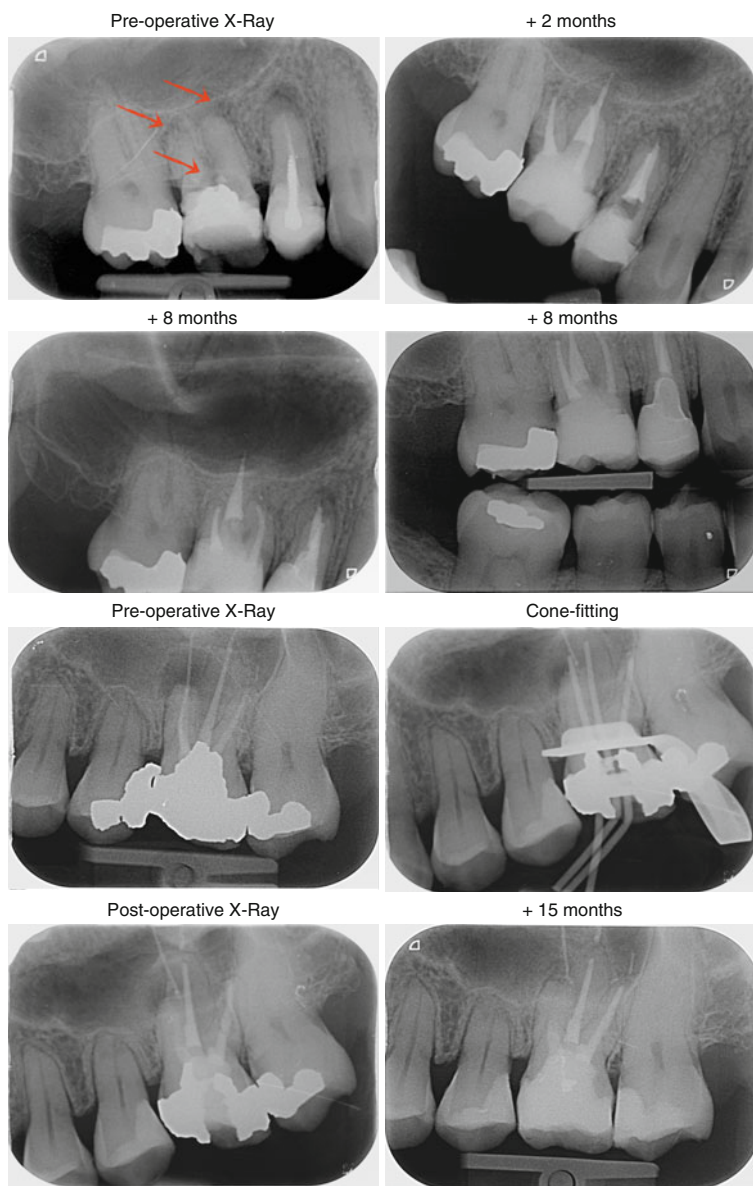 Pre-operative X-Ray
+ 2 months
+ 8 months
+ 8 months
Pre-operative X-Ray
Cone-fitting
Post-operative X-Ray
+ 15 months